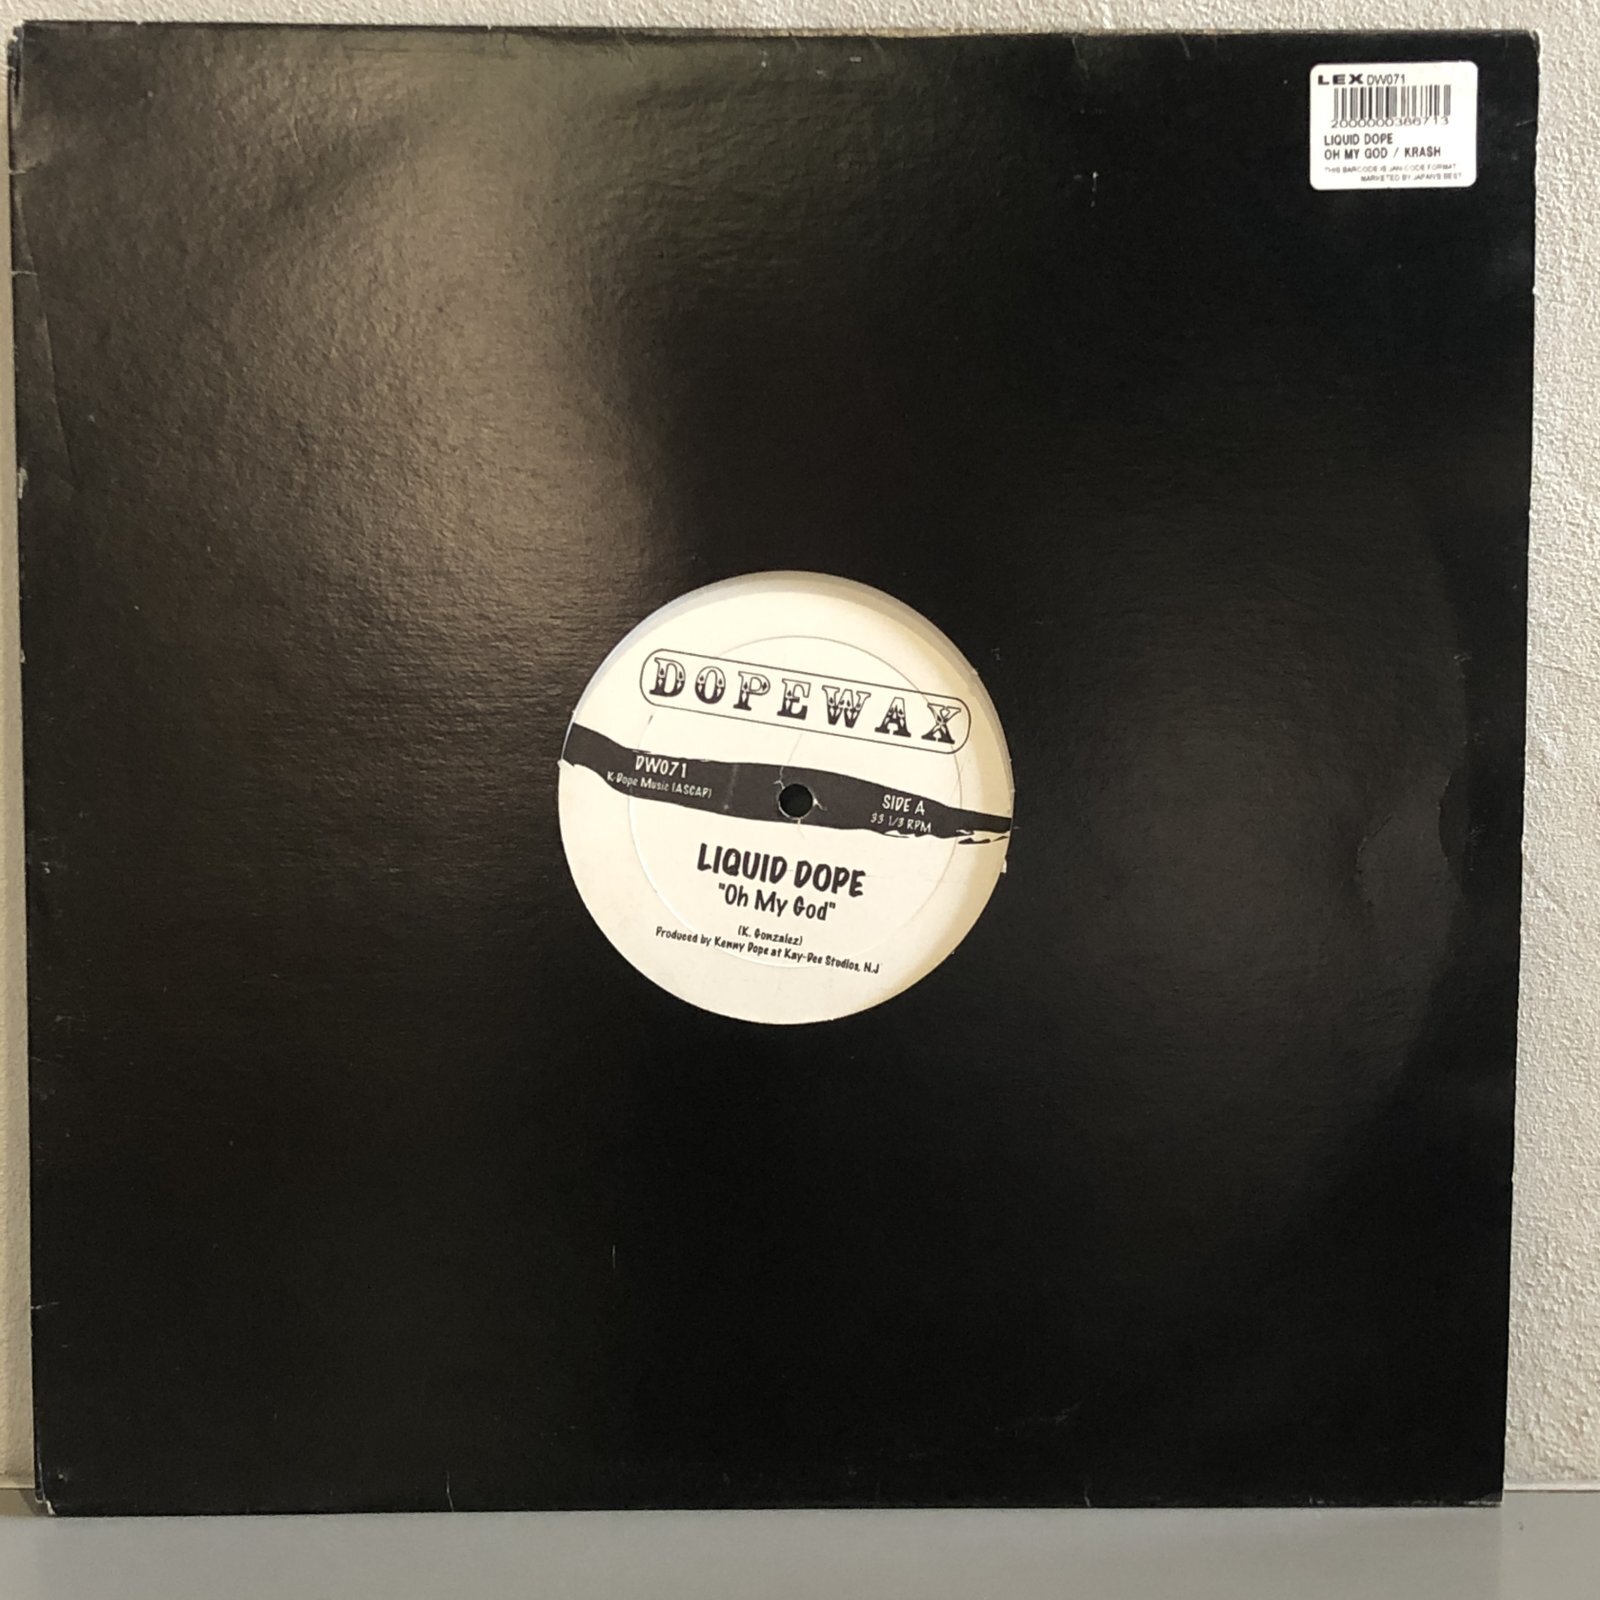 LEX DW071
2000000386713
LIQUID DOPE
OH MY GOD / KRASH
THIS BARCODE IS JAN-CODE FORMAT
MARKETED BY JAPAN'S BEST
DOPEWAX
DW071
K-Dope Music (ASCAP)
SIDE A
33 1/3 RPM
LIQUID DOPE
"Oh My God"
(K. Gonzalez)
Produced by Kenny Dope at Kay-Dee Studios, N.J